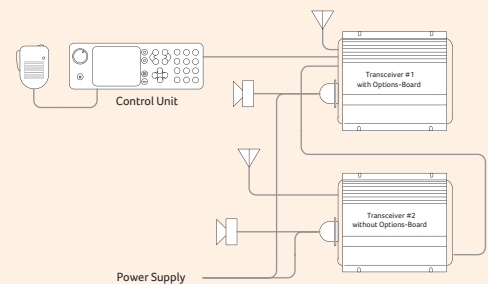 Transceiver #1
with Options-Board
Control Unit
Transceiver #2
without Options-Board
Power Supply